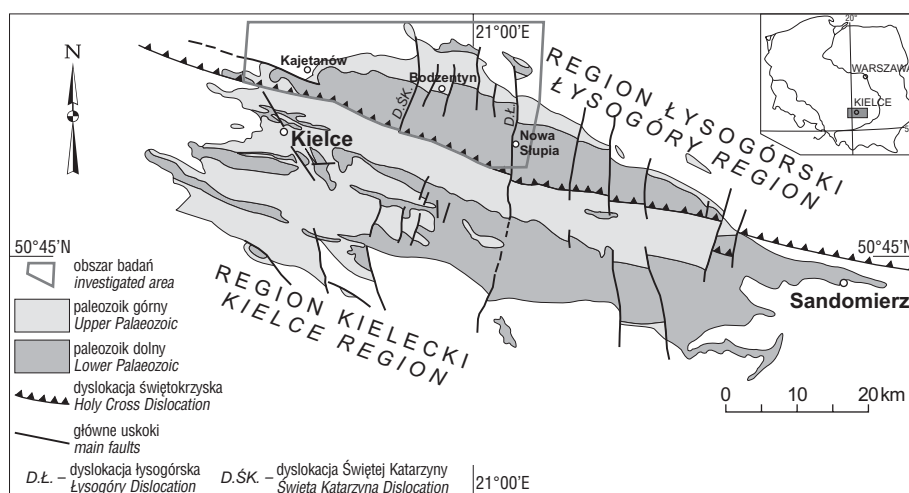 21°00'E
20°
N
Kajetanów
Bodzentyn
D.ŚK.
D.Ł.
REGION ŁYSOGÓRSKI
ŁYSOGÓRY REGION
WARSZAWA
KIELCE
Kielce
Nowa
Słupia
50°45'N
50°45'N
obszar badań
investigated area
paleozoik górny
Upper Palaeozoic
paleozoik dolny
Lower Palaeozoic
dyslokacja świętokrzyska
Holy Cross Dislocation
główne uskoki
main faults
REGION KIELECKI
KIELCE REGION
Sandomierz
0 10 20 km
D.Ł. – dyslokacja łysogórska
Łysogóry Dislocation
D.ŚK. – dyslokacja Świętej Katarzyny
Święta Katarzyna Dislocation
21°00'E